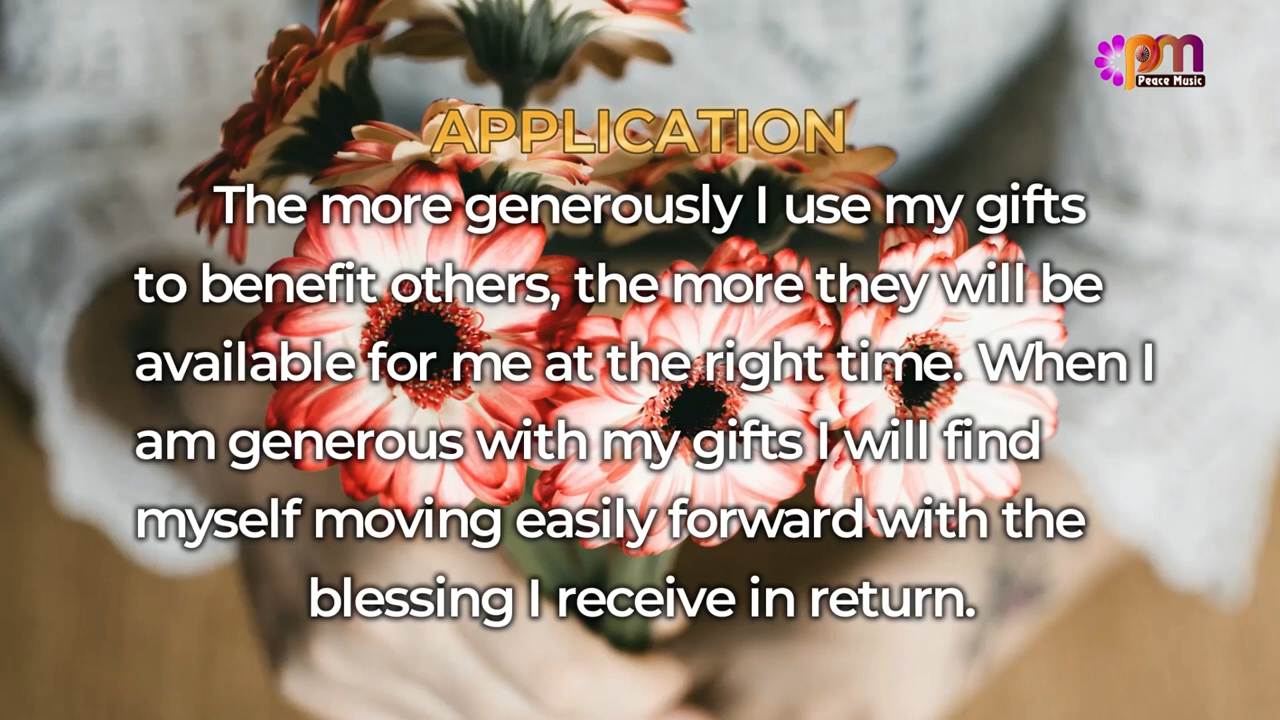 pm
Peace Music
APPLICATION
The more generously I use my gifts
to benefit others, the more they will be
available for me at the right time. When I
am generous with my gifts I will find
myself moving easily forward with the
blessing I receive in return.